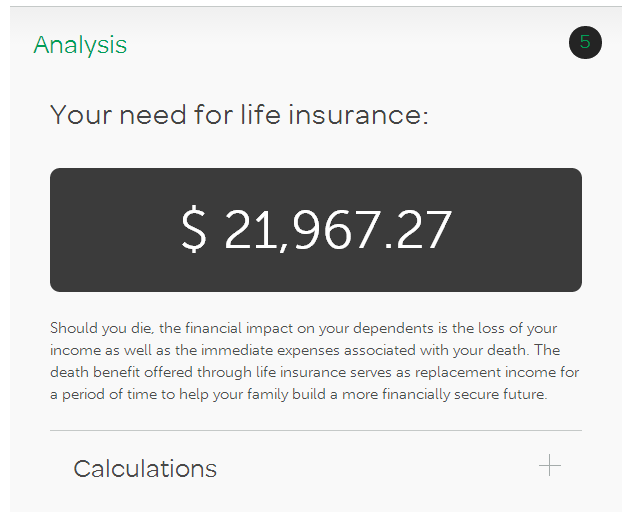 Analysis
5
Your need for life insurance:
$ 21,967.27
Should you die, the financial impact on your dependents is the loss of your
income as well as the immediate expenses associated with your death. The
death benefit offered through life insurance serves as replacement income for
a period of time to help your family build a more financially secure future.
Calculations